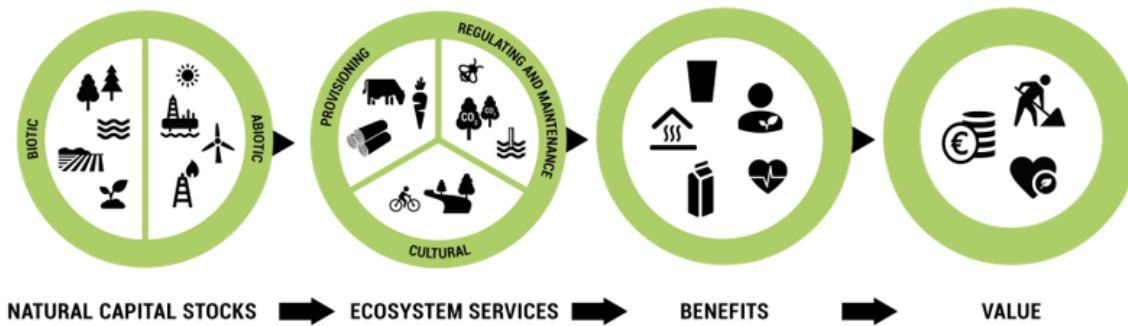 BIOTIC
ABIOTIC
PROVISIONING
REGULATING AND MAINTENANCE
CO₂
CO₂
CULTURAL
€
NATURAL CAPITAL STOCKS
ECOSYSTEM SERVICES
BENEFITS
VALUE